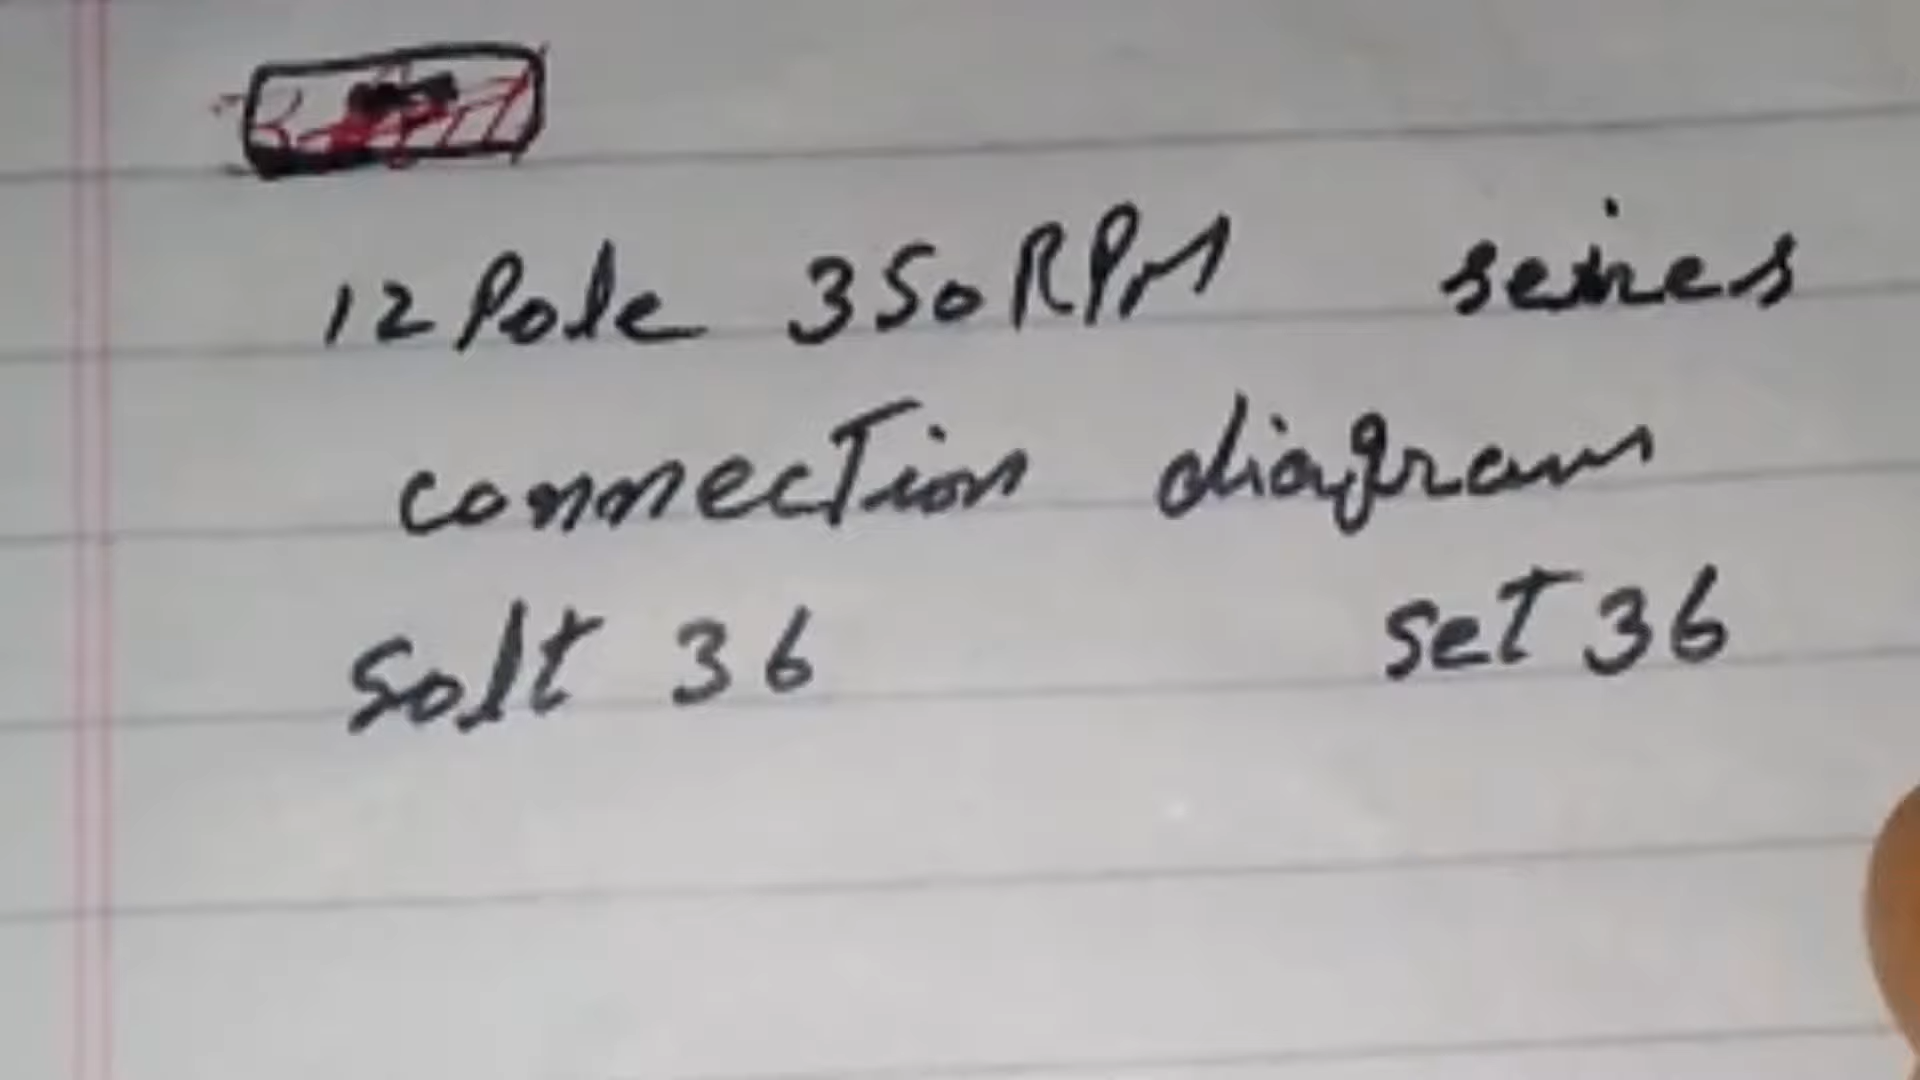 12 Pole 350 RPM series
connection diagram
Solt 36 set 36